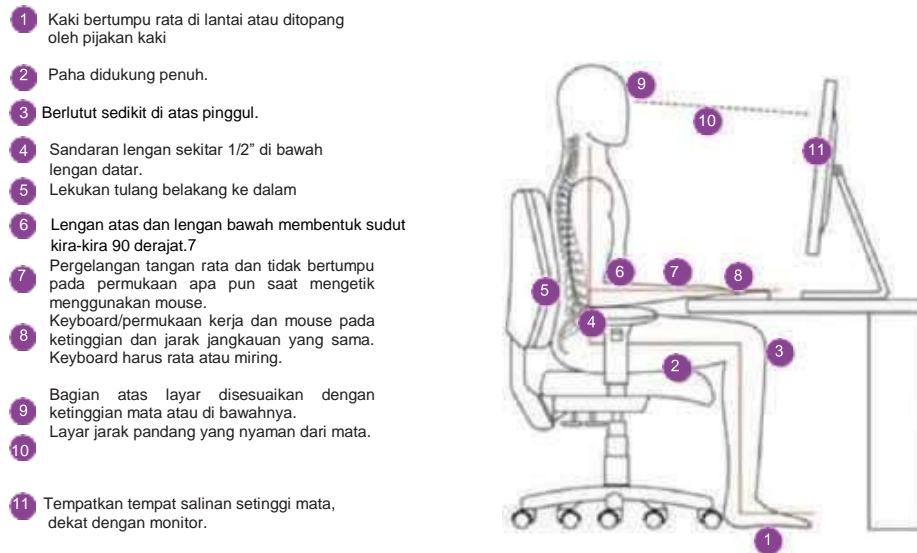 1 Kaki bertumpu rata di lantai atau ditopang
oleh pijakan kaki
2 Paha didukung penuh.
3 Berlutut sedikit di atas pinggul.
4 Sandaran lengan sekitar 1/2” di bawah
lengan datar.
5 Lekukan tulang belakang ke dalam
6 Lengan atas dan lengan bawah membentuk sudut
kira-kira 90 derajat.7
7 Pergelangan tangan rata dan tidak bertumpu
pada permukaan apa pun saat mengetik
menggunakan mouse.
8 Keyboard/permukaan kerja dan mouse pada
ketinggian dan jarak jangkauan yang sama.
Keyboard harus rata atau miring.
9 Bagian atas layar disesuaikan dengan
ketinggian mata atau di bawahnya.
10 Layar jarak pandang yang nyaman dari mata.
11 Tempatkan tempat salinan setinggi mata,
dekat dengan monitor.
9
10
11
6
7
8
5
4
3
2
1